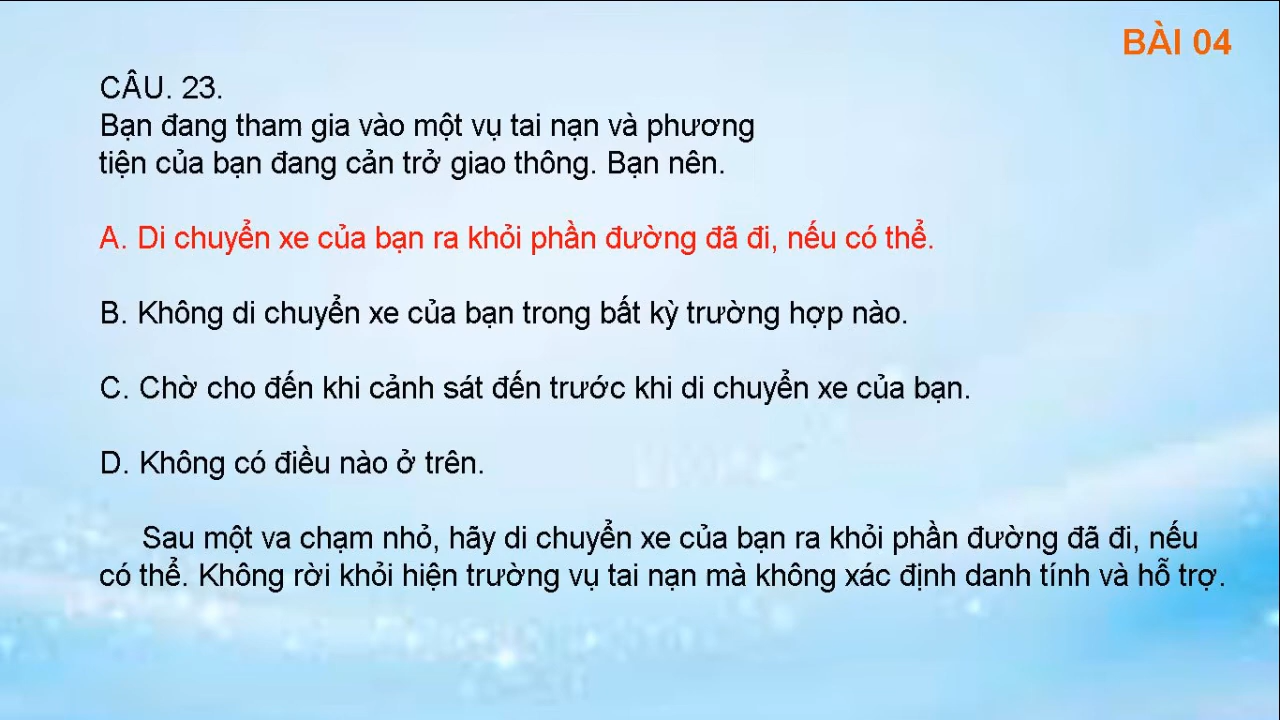 BÀI 04
CÂU. 23.
Bạn đang tham gia vào một vụ tai nạn và phương
tiện của bạn đang cản trở giao thông. Bạn nên.
A. Di chuyển xe của bạn ra khỏi phần đường đã đi, nếu có thể.
B. Không di chuyển xe của bạn trong bất kỳ trường hợp nào.
C. Chờ cho đến khi cảnh sát đến trước khi di chuyển xe của bạn.
D. Không có điều nào ở trên.
Sau một va chạm nhỏ, hãy di chuyển xe của bạn ra khỏi phần đường đã đi, nếu
có thể. Không rời khỏi hiện trường vụ tai nạn mà không xác định danh tính và hỗ trợ.